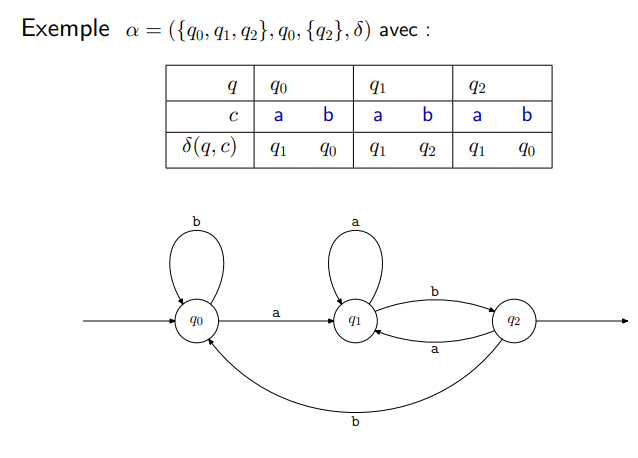 Exemple α = ({q0, q1, q2}, q0, {q2}, δ) avec :
q q0 q1 q2
c a b a b a b
δ(q, c) q1 q0 q1 q2 q1 q0
b a
b
q0 a q1 q2
a
b